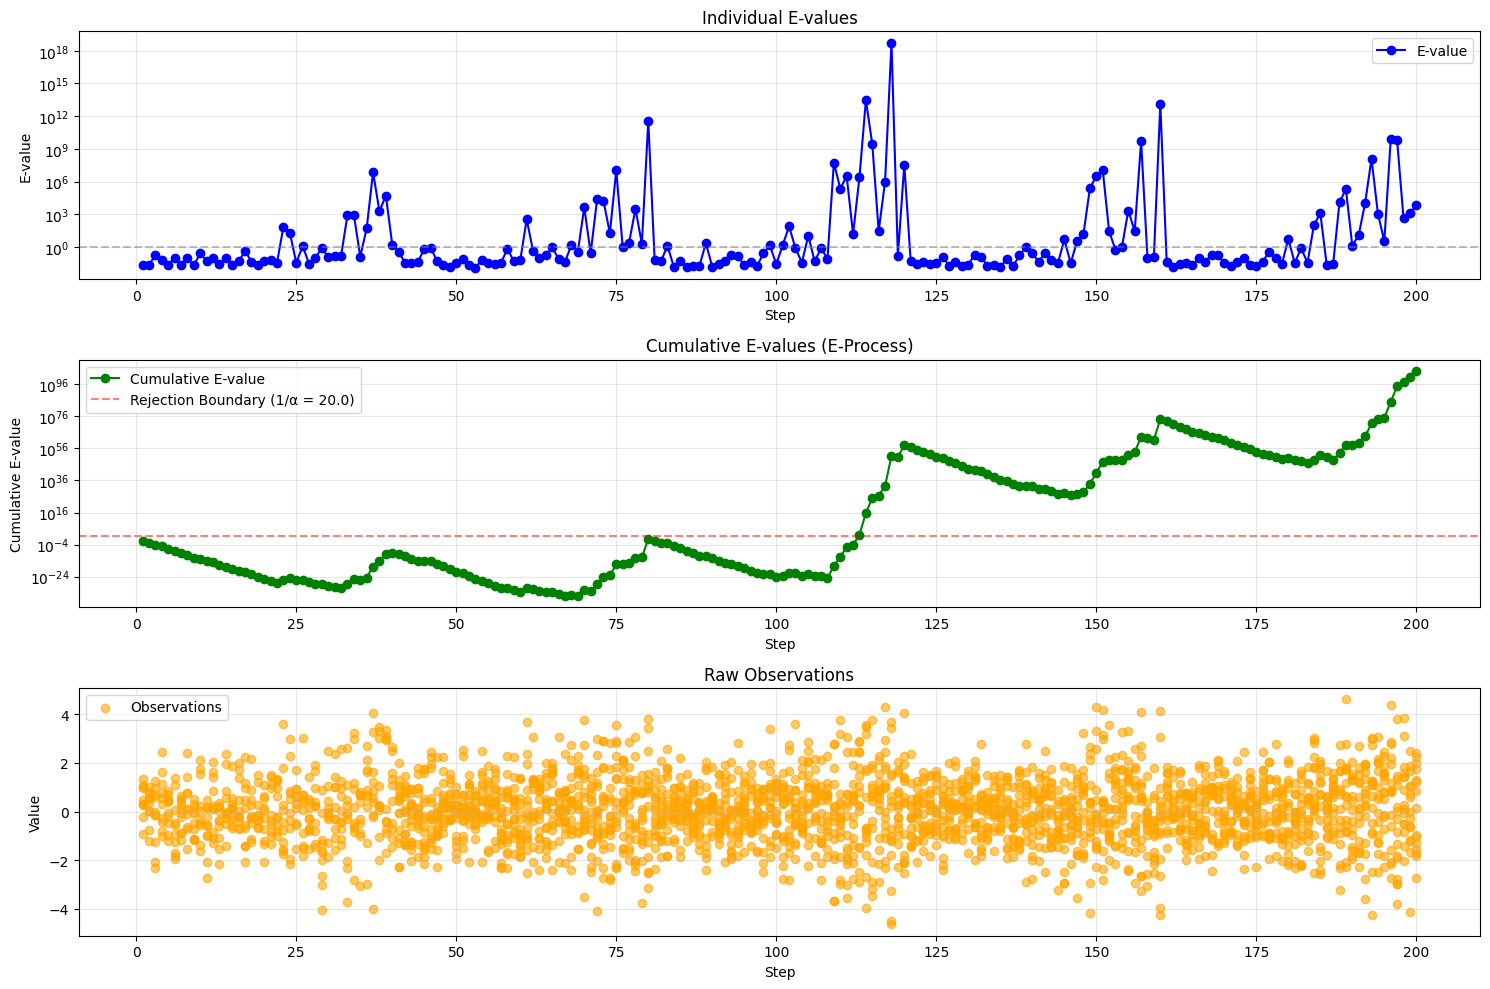 Individual E-values
E-value
10^18
10^15
10^12
10^9
10^6
10^3
10^0
E-value
0 25 50 75 100 125 150 175 200
Step
Cumulative E-values (E-Process)
Cumulative E-value
Rejection Boundary (1/α = 20.0)
10^96
10^76
10^56
10^36
10^16
10^−4
10^−24
Cumulative E-value
0 25 50 75 100 125 150 175 200
Step
Raw Observations
Observations
4
2
0
−2
−4
Value
0 25 50 75 100 125 150 175 200
Step